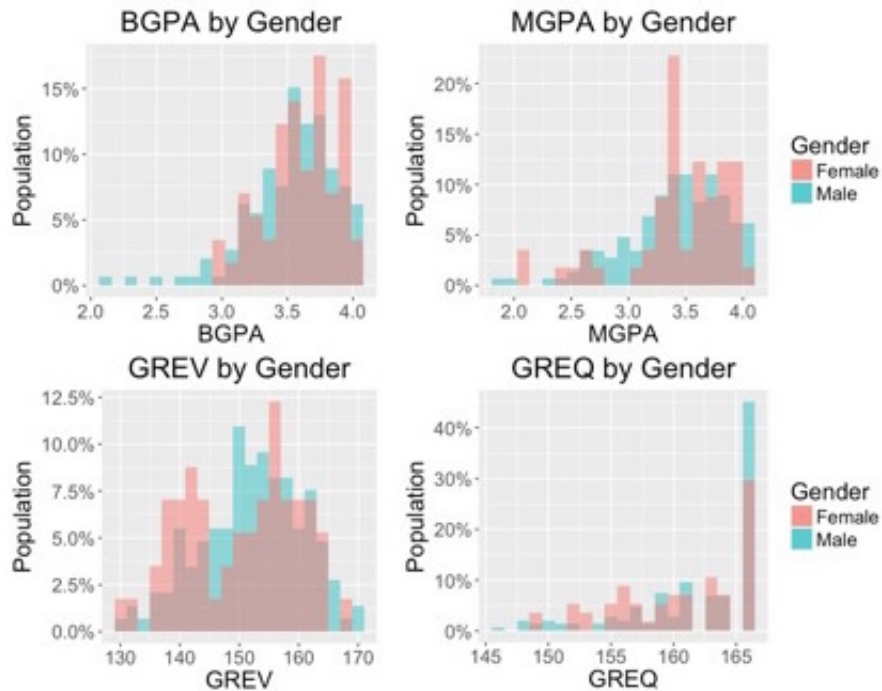 BGPA by Gender
Population
15%
10%
5%
0%
2.0 2.5 3.0 3.5 4.0
BGPA
MGPA by Gender
Population
20%
15%
10%
5%
0%
2.0 2.5 3.0 3.5 4.0
MGPA
Gender
Female
Male
GREV by Gender
Population
12.5%
10.0%
7.5%
5.0%
2.5%
0.0%
130 140 150 160 170
GREV
GREQ by Gender
Population
40%
30%
20%
10%
0%
145 150 155 160 165
GREQ
Gender
Female
Male